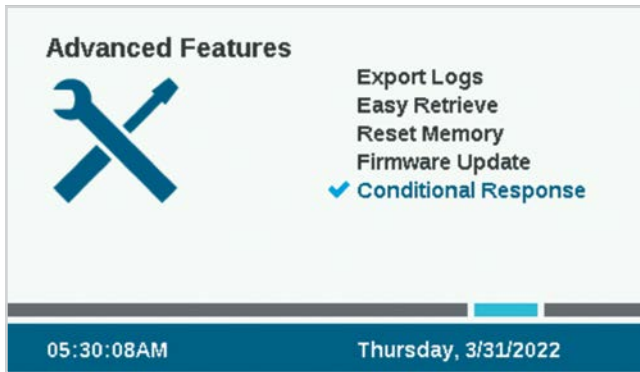 Advanced Features
Export Logs
Easy Retrieve
Reset Memory
Firmware Update
Conditional Response
05:30:08AM
Thursday, 3/31/2022